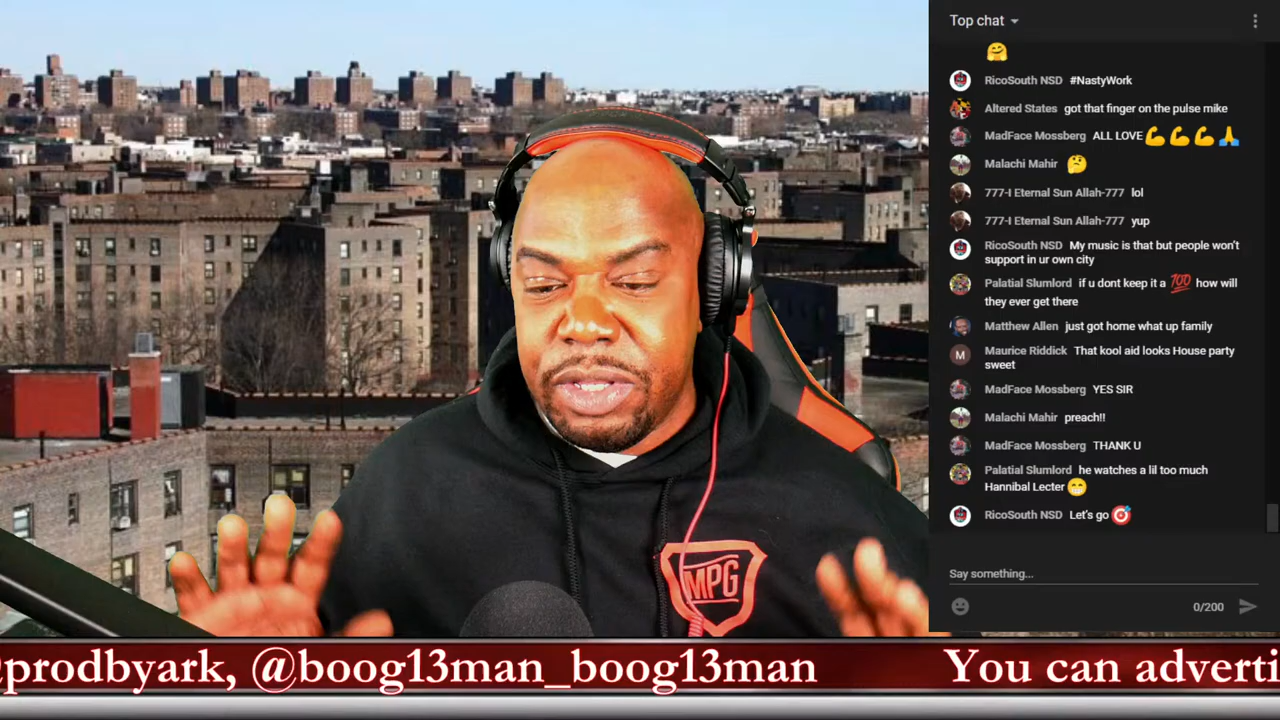 Top chat
RicoSouth NSD #NastyWork
Altered States got that finger on the pulse mike
MadFace Mossberg ALL LOVE💪💪💪🙏
Malachi Mahir 🤔
777-I Eternal Sun Allah-777 lol
777-I Eternal Sun Allah-777 yup
RicoSouth NSD My music is that but people won't
support in ur own city
Palatial Slumlord if u dont keep it a 💯 how will
they ever get there
Matthew Allen just got home what up family
M Maurice Riddick That kool aid looks House party
sweet
MadFace Mossberg YES SIR
Malachi Mahir preach!!
MadFace Mossberg THANK U
Palatial Slumlord he watches a lil too much
Hannibal Lecter😁
RicoSouth NSD Let's go🎯
Say something...
0/200
MPG
@prodbyark, @boog13man_boog13man You can adverti